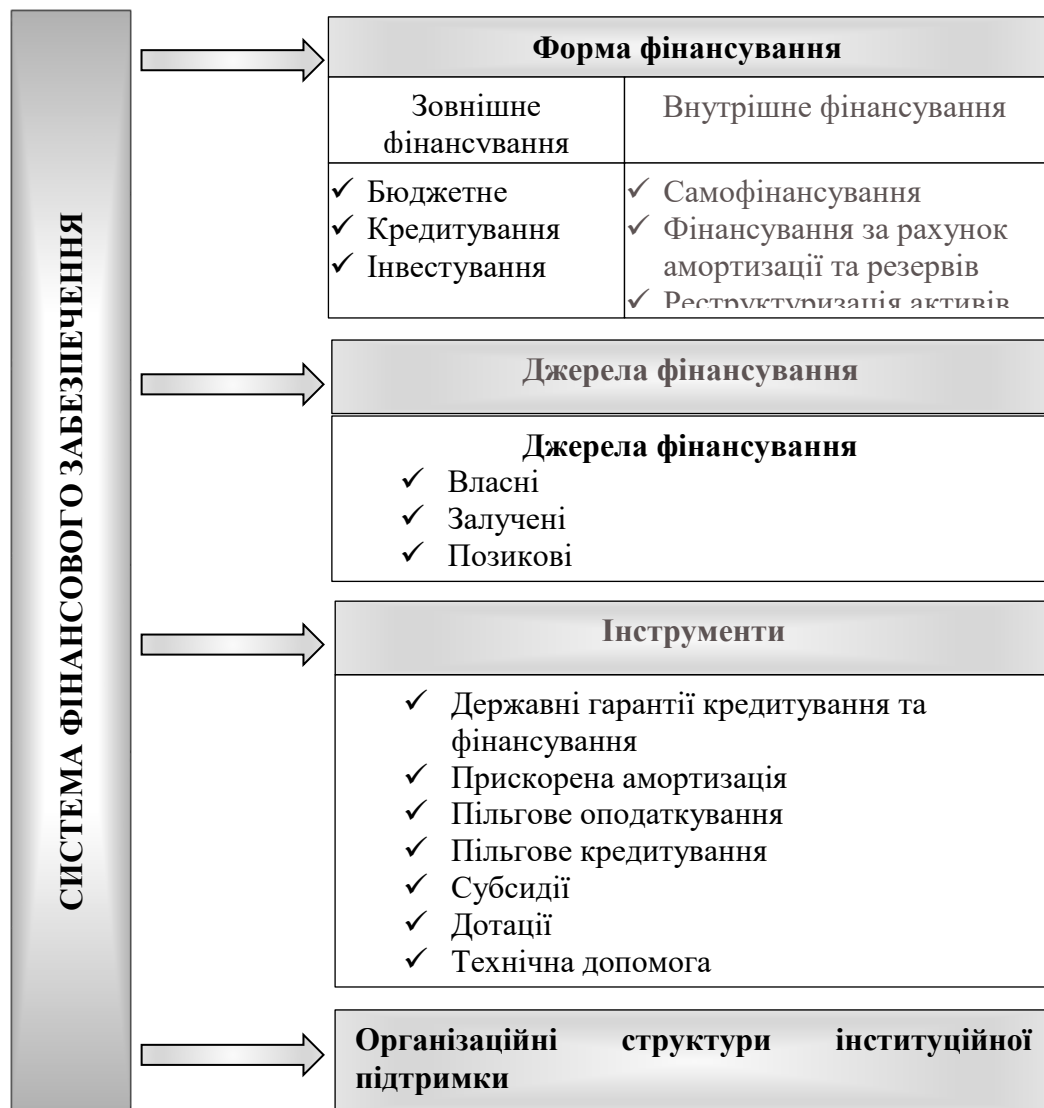 СИСТЕМА ФІНАНСОВОГО ЗАБЕЗПЕЧЕННЯ
Форма фінансування
Зовнішнє
фінансування
Внутрішнє фінансування
✓ Бюджетне
✓ Кредитування
✓ Інвестування
✓ Самофінансування
✓ Фінансування за рахунок
амортизації та резервів
✓ Реструктуризація активів
Джерела фінансування
Джерела фінансування
✓ Власні
✓ Залучені
✓ Позикові
Інструменти
✓ Державні гарантії кредитування та
фінансування
✓ Прискорена амортизація
✓ Пільгове оподаткування
✓ Пільгове кредитування
✓ Субсидії
✓ Дотації
✓ Технічна допомога
Організаційні структури інституційної
підтримки